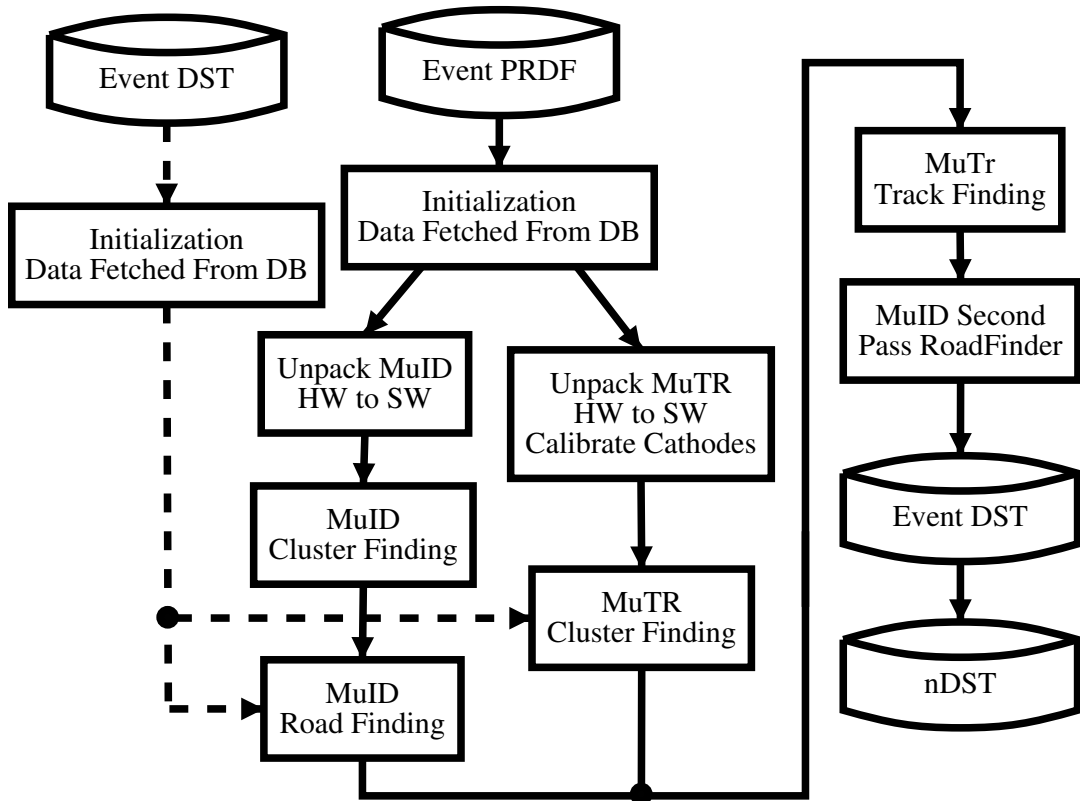 Event DST
Event PRDF
Initialization
Data Fetched From DB
Initialization
Data Fetched From DB
Unpack MuID
HW to SW
Unpack MuTR
HW to SW
Calibrate Cathodes
MuID
Cluster Finding
MuTR
Cluster Finding
MuID
Road Finding
MuTr
Track Finding
MuID Second
Pass RoadFinder
Event DST
nDST